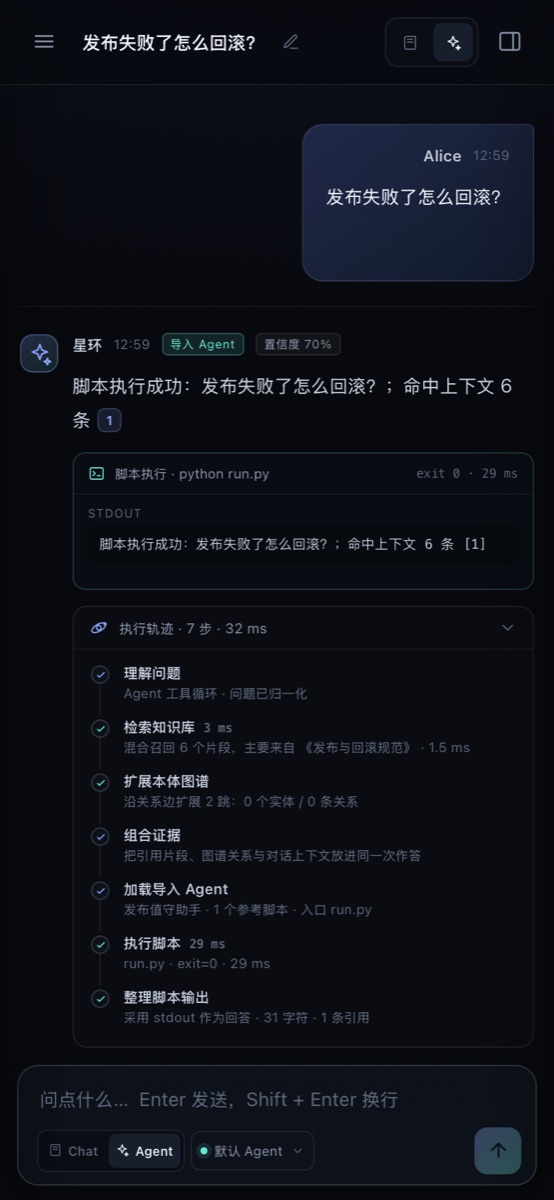 发布失败了怎么回滚？
Alice 12:59
发布失败了怎么回滚？
星环 12:59 导入 Agent 置信度 70%
脚本执行成功：发布失败了怎么回滚？；命中上下文 6
条 1
脚本执行 · python run.py exit 0 · 29 ms
STDOUT
脚本执行成功：发布失败了怎么回滚？；命中上下文 6 条 [1]
执行轨迹 · 7 步 · 32 ms
理解问题
Agent 工具循环 · 问题已归一化
检索知识库 3 ms
混合召回 6 个片段，主要来自 《发布与回滚规范》 · 1.5 ms
扩展本体图谱
沿关系边扩展 2 跳：0 个实体 / 0 条关系
组合证据
把引用片段、图谱关系与对话上下文放进同一次作答
加载导入 Agent
发布值守助手 · 1 个参考脚本 · 入口 run.py
执行脚本 29 ms
run.py · exit=0 · 29 ms
整理脚本输出
采用 stdout 作为回答 · 31 字符 · 1 条引用
问点什么... Enter 发送，Shift + Enter 换行
Chat Agent 默认 Agent